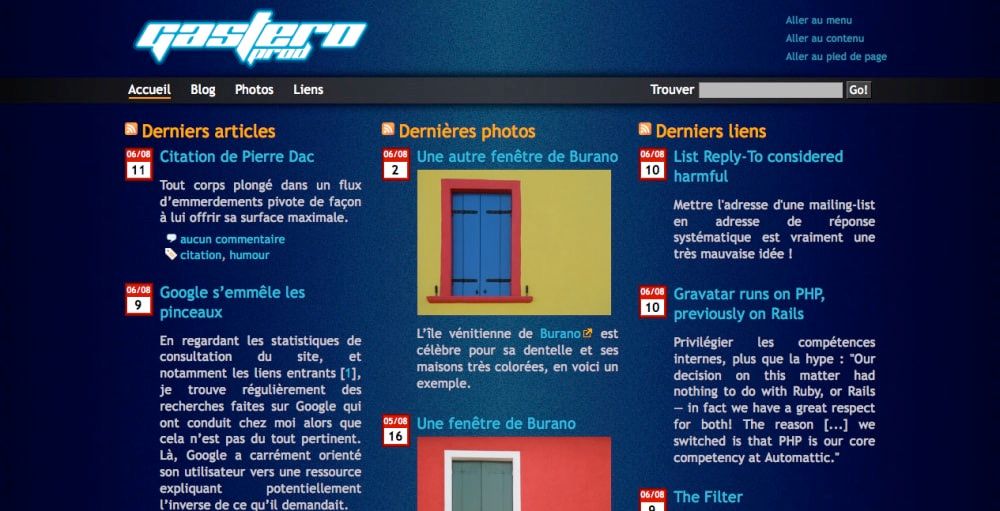 gastero
prod
Aller au menu
Aller au contenu
Aller au pied de page
Accueil Blog Photos Liens
Trouver Go!
Derniers articles
06/08
11
Citation de Pierre Dac
Tout corps plongé dans un flux
d'emmerdements pivote de façon
à lui offrir sa surface maximale.
aucun commentaire
citation, humour
06/08
9
Google s'emmêle les
pinceaux
En regardant les statistiques de
consultation du site, et
notamment les liens entrants [1],
je trouve régulièrement des
recherches faites sur Google qui
ont conduit chez moi alors que
cela n'est pas du tout pertinent.
Là, Google a carrément orienté
son utilisateur vers une ressource
expliquant potentiellement
l'inverse de ce qu'il demandait.
Dernières photos
06/08
2
Une autre fenêtre de Burano
L'île vénitienne de Burano est
célèbre pour sa dentelle et ses
maisons très colorées, en voici un
exemple.
05/08
16
Une fenêtre de Burano
Derniers liens
06/08
10
List Reply-To considered
harmful
Mettre l'adresse d'une mailing-list
en adresse de réponse
systématique est vraiment une
très mauvaise idée !
06/08
10
Gravatar runs on PHP,
previously on Rails
Privilégier les compétences
internes, plus que la hype : "Our
decision on this matter had
nothing to do with Ruby, or Rails
— in fact we have a great respect
for both! The reason [...] we
switched is that PHP is our core
competency at Automattic."
06/08
9
The Filter